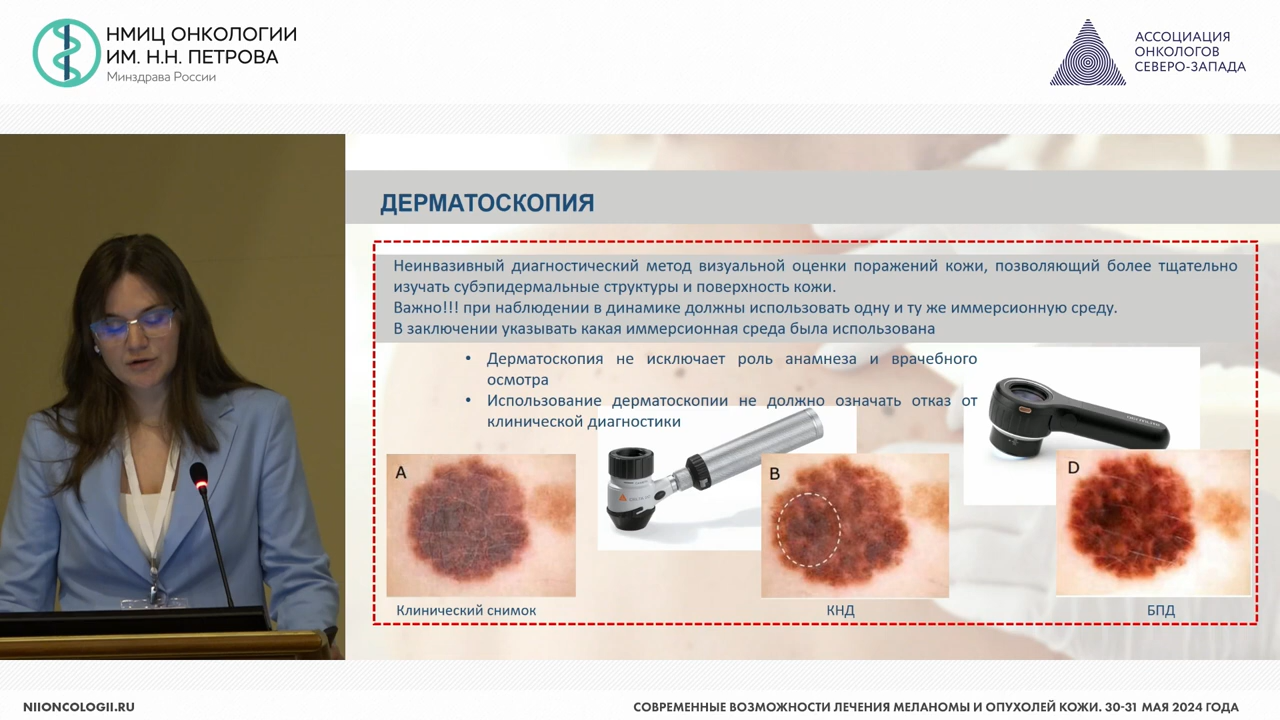 НМИЦ ОНКОЛОГИИ
ИМ. Н.Н. ПЕТРОВА
Минздрава России
АССОЦИАЦИЯ
ОНКОЛОГОВ
СЕВЕРО-ЗАПАДА
ДЕРМАТОСКОПИЯ
Неинвазивный диагностический метод визуальной оценки поражений кожи, позволяющий более тщательно
изучать субэпидермальные структуры и поверхность кожи.
Важно!!! при наблюдении в динамике должны использовать одну и ту же иммерсионную среду.
В заключении указывать какая иммерсионная среда была использована
• Дерматоскопия не исключает роль анамнеза и врачебного
осмотра
• Использование дерматоскопии не должно означать отказ от
клинической диагностики
A
B
D
Клинический снимок
КНД
БПД
NIIONCOLOGII.RU
СОВРЕМЕННЫЕ ВОЗМОЖНОСТИ ЛЕЧЕНИЯ МЕЛАНОМЫ И ОПУХОЛЕЙ КОЖИ. 30-31 МАЯ 2024 ГОДА